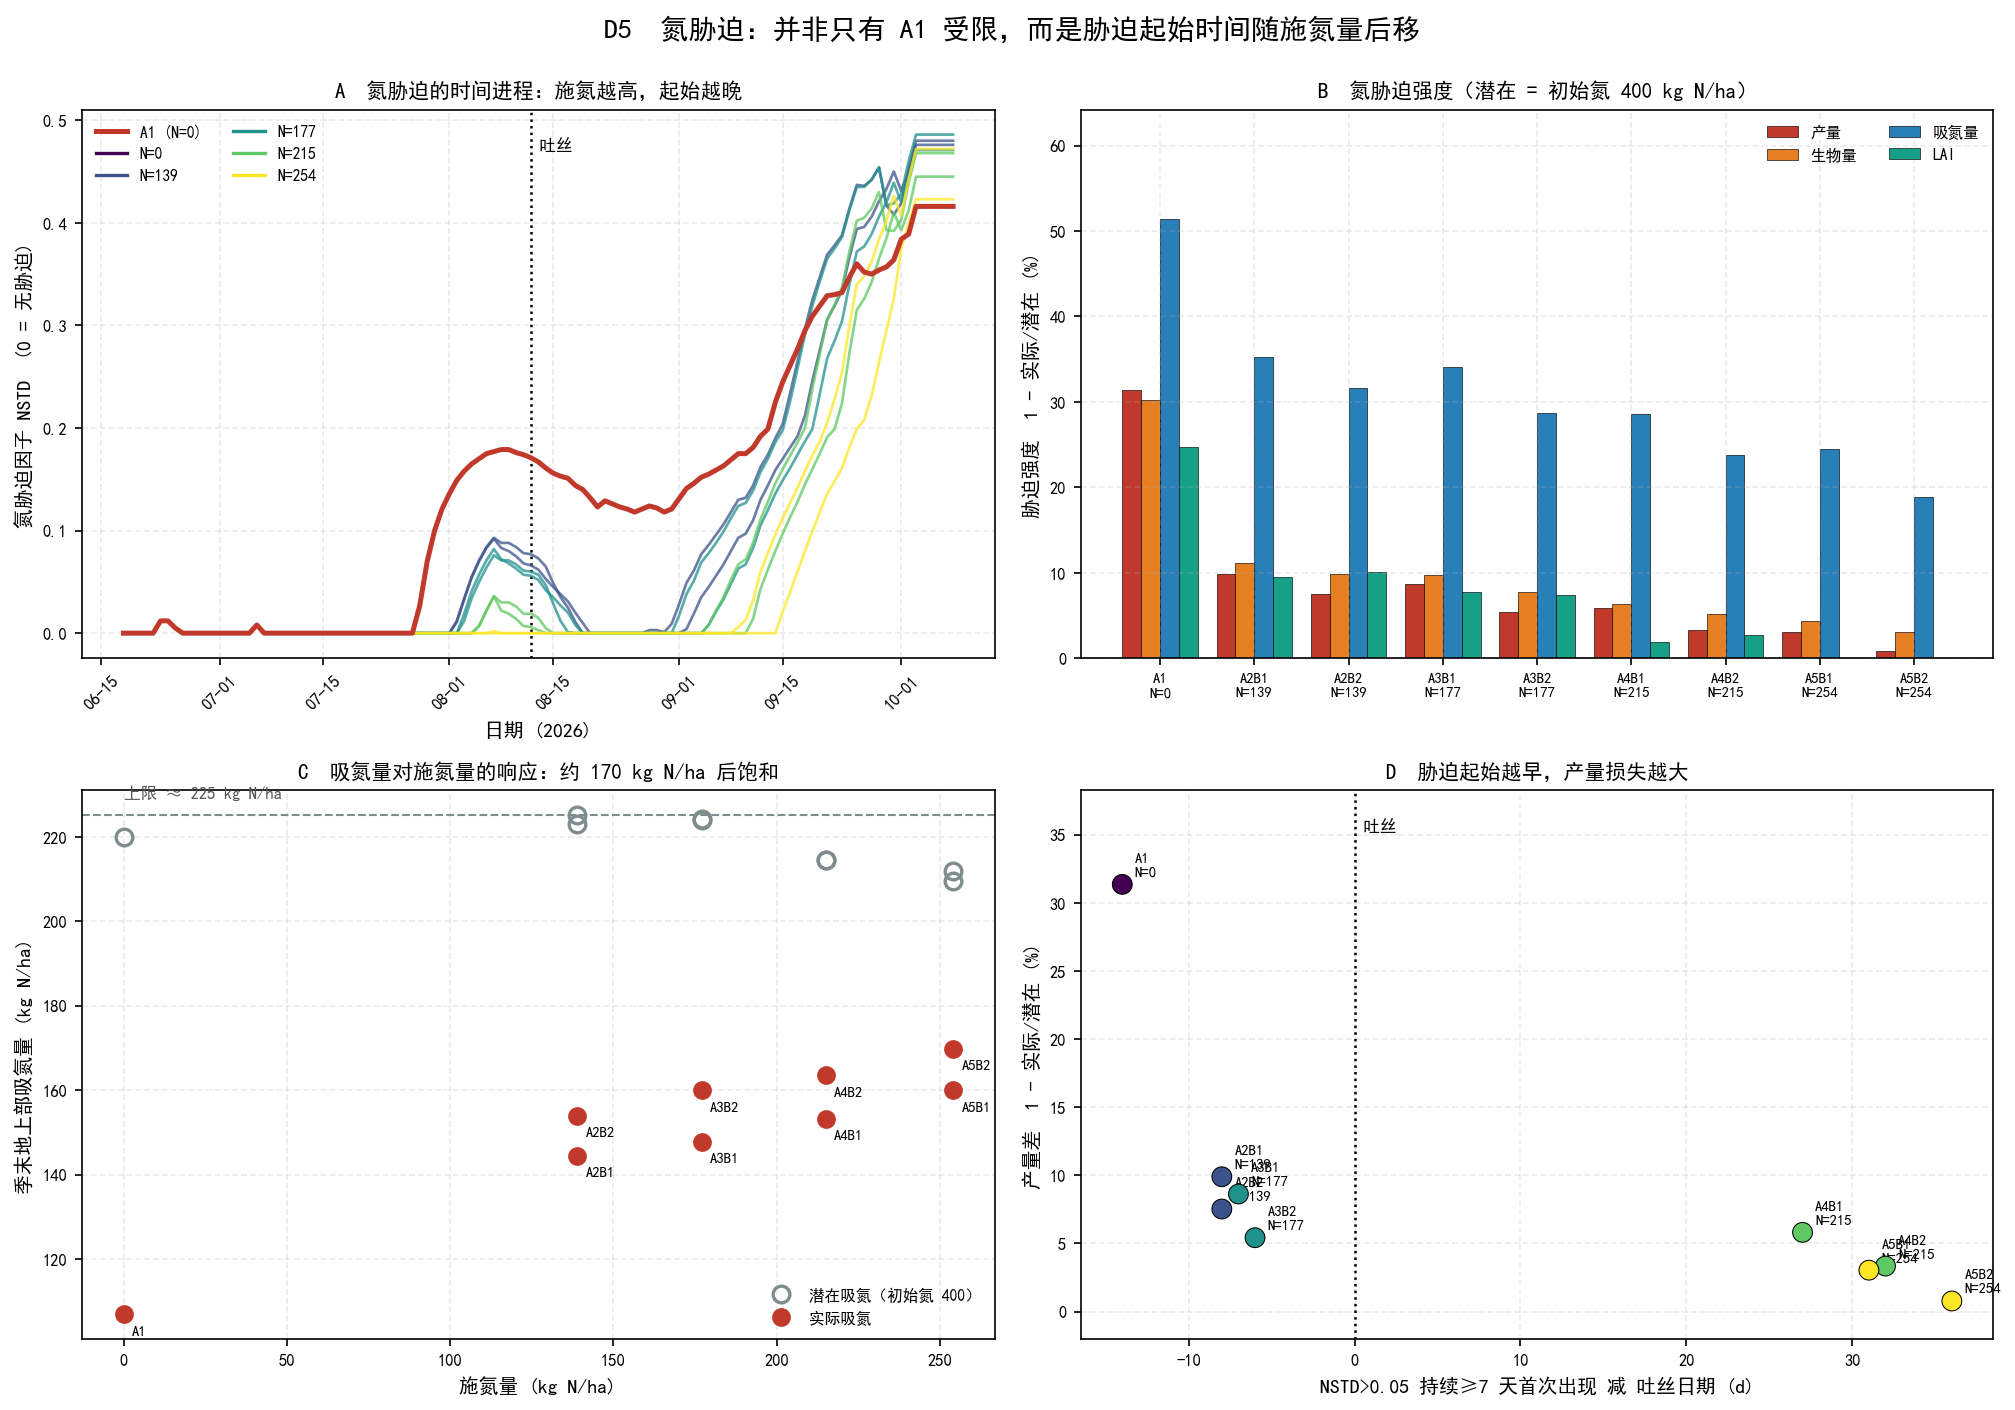 D5 氮胁迫：并非只有 A1 受限，而是胁迫起始时间随施氮量后移
A 氮胁迫的时间进程：施氮越高，起始越晚
氮胁迫因子 NSTD （0 = 无胁迫）
0.5
0.4
0.3
0.2
0.1
0.0
A1 (N=0)
N=0
N=139
N=177
N=215
N=254
吐丝
06-15
07-01
07-15
08-01
08-15
09-01
09-15
10-01
日期 (2026)
B 氮胁迫强度（潜在 = 初始氮 400 kg N/ha）
胁迫强度 1 - 实际/潜在 (%)
60
50
40
30
20
10
0
产量
生物量
吸氮量
LAI
A1
N=0
A2B1
N=139
A2B2
N=139
A3B1
N=177
A3B2
N=177
A4B1
N=215
A4B2
N=215
A5B1
N=254
A5B2
N=254
C 吸氮量对施氮量的响应：约 170 kg N/ha 后饱和
季末地上部吸氮量 (kg N/ha)
上限 ≈ 225 kg N/ha
220
200
180
160
140
120
A1
A2B2
A2B1
A3B2
A3B1
A4B2
A4B1
A5B2
A5B1
潜在吸氮（初始氮 400）
实际吸氮
0
50
100
150
200
250
施氮量 (kg N/ha)
D 胁迫起始越早，产量损失越大
产量差 1 - 实际/潜在 (%)
35
30
25
20
15
10
5
0
吐丝
A1
N=0
A2B1
N=139
A3B1
N=177
A2B2
139
A3B2
N=177
A4B1
N=215
A4B2
N=215
A5B1
N=254
A5B2
N=254
-10
0
10
20
30
NSTD>0.05 持续≥7 天首次出现 减 吐丝日期 (d)